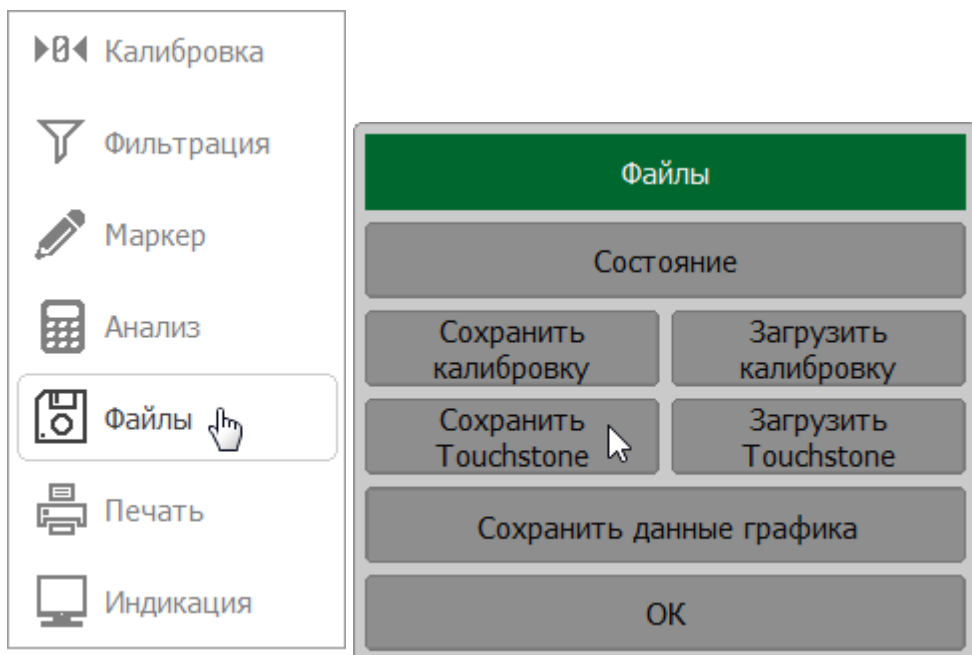 Калибровка
Фильтрация
Маркер
Анализ
Файлы
Печать
Индикация
Файлы
Состояние
Сохранить
калибровку
Загрузить
калибровку
Сохранить
Touchstone
Загрузить
Touchstone
Сохранить данные графика
ОК